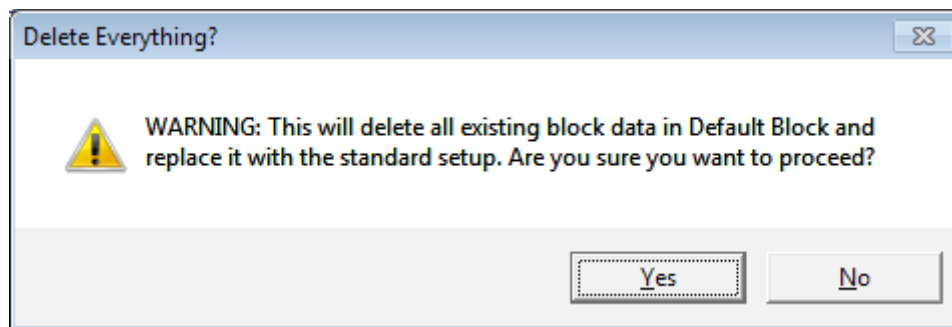 Delete Everything?
WARNING: This will delete all existing block data in Default Block and
replace it with the standard setup. Are you sure you want to proceed?
Yes No